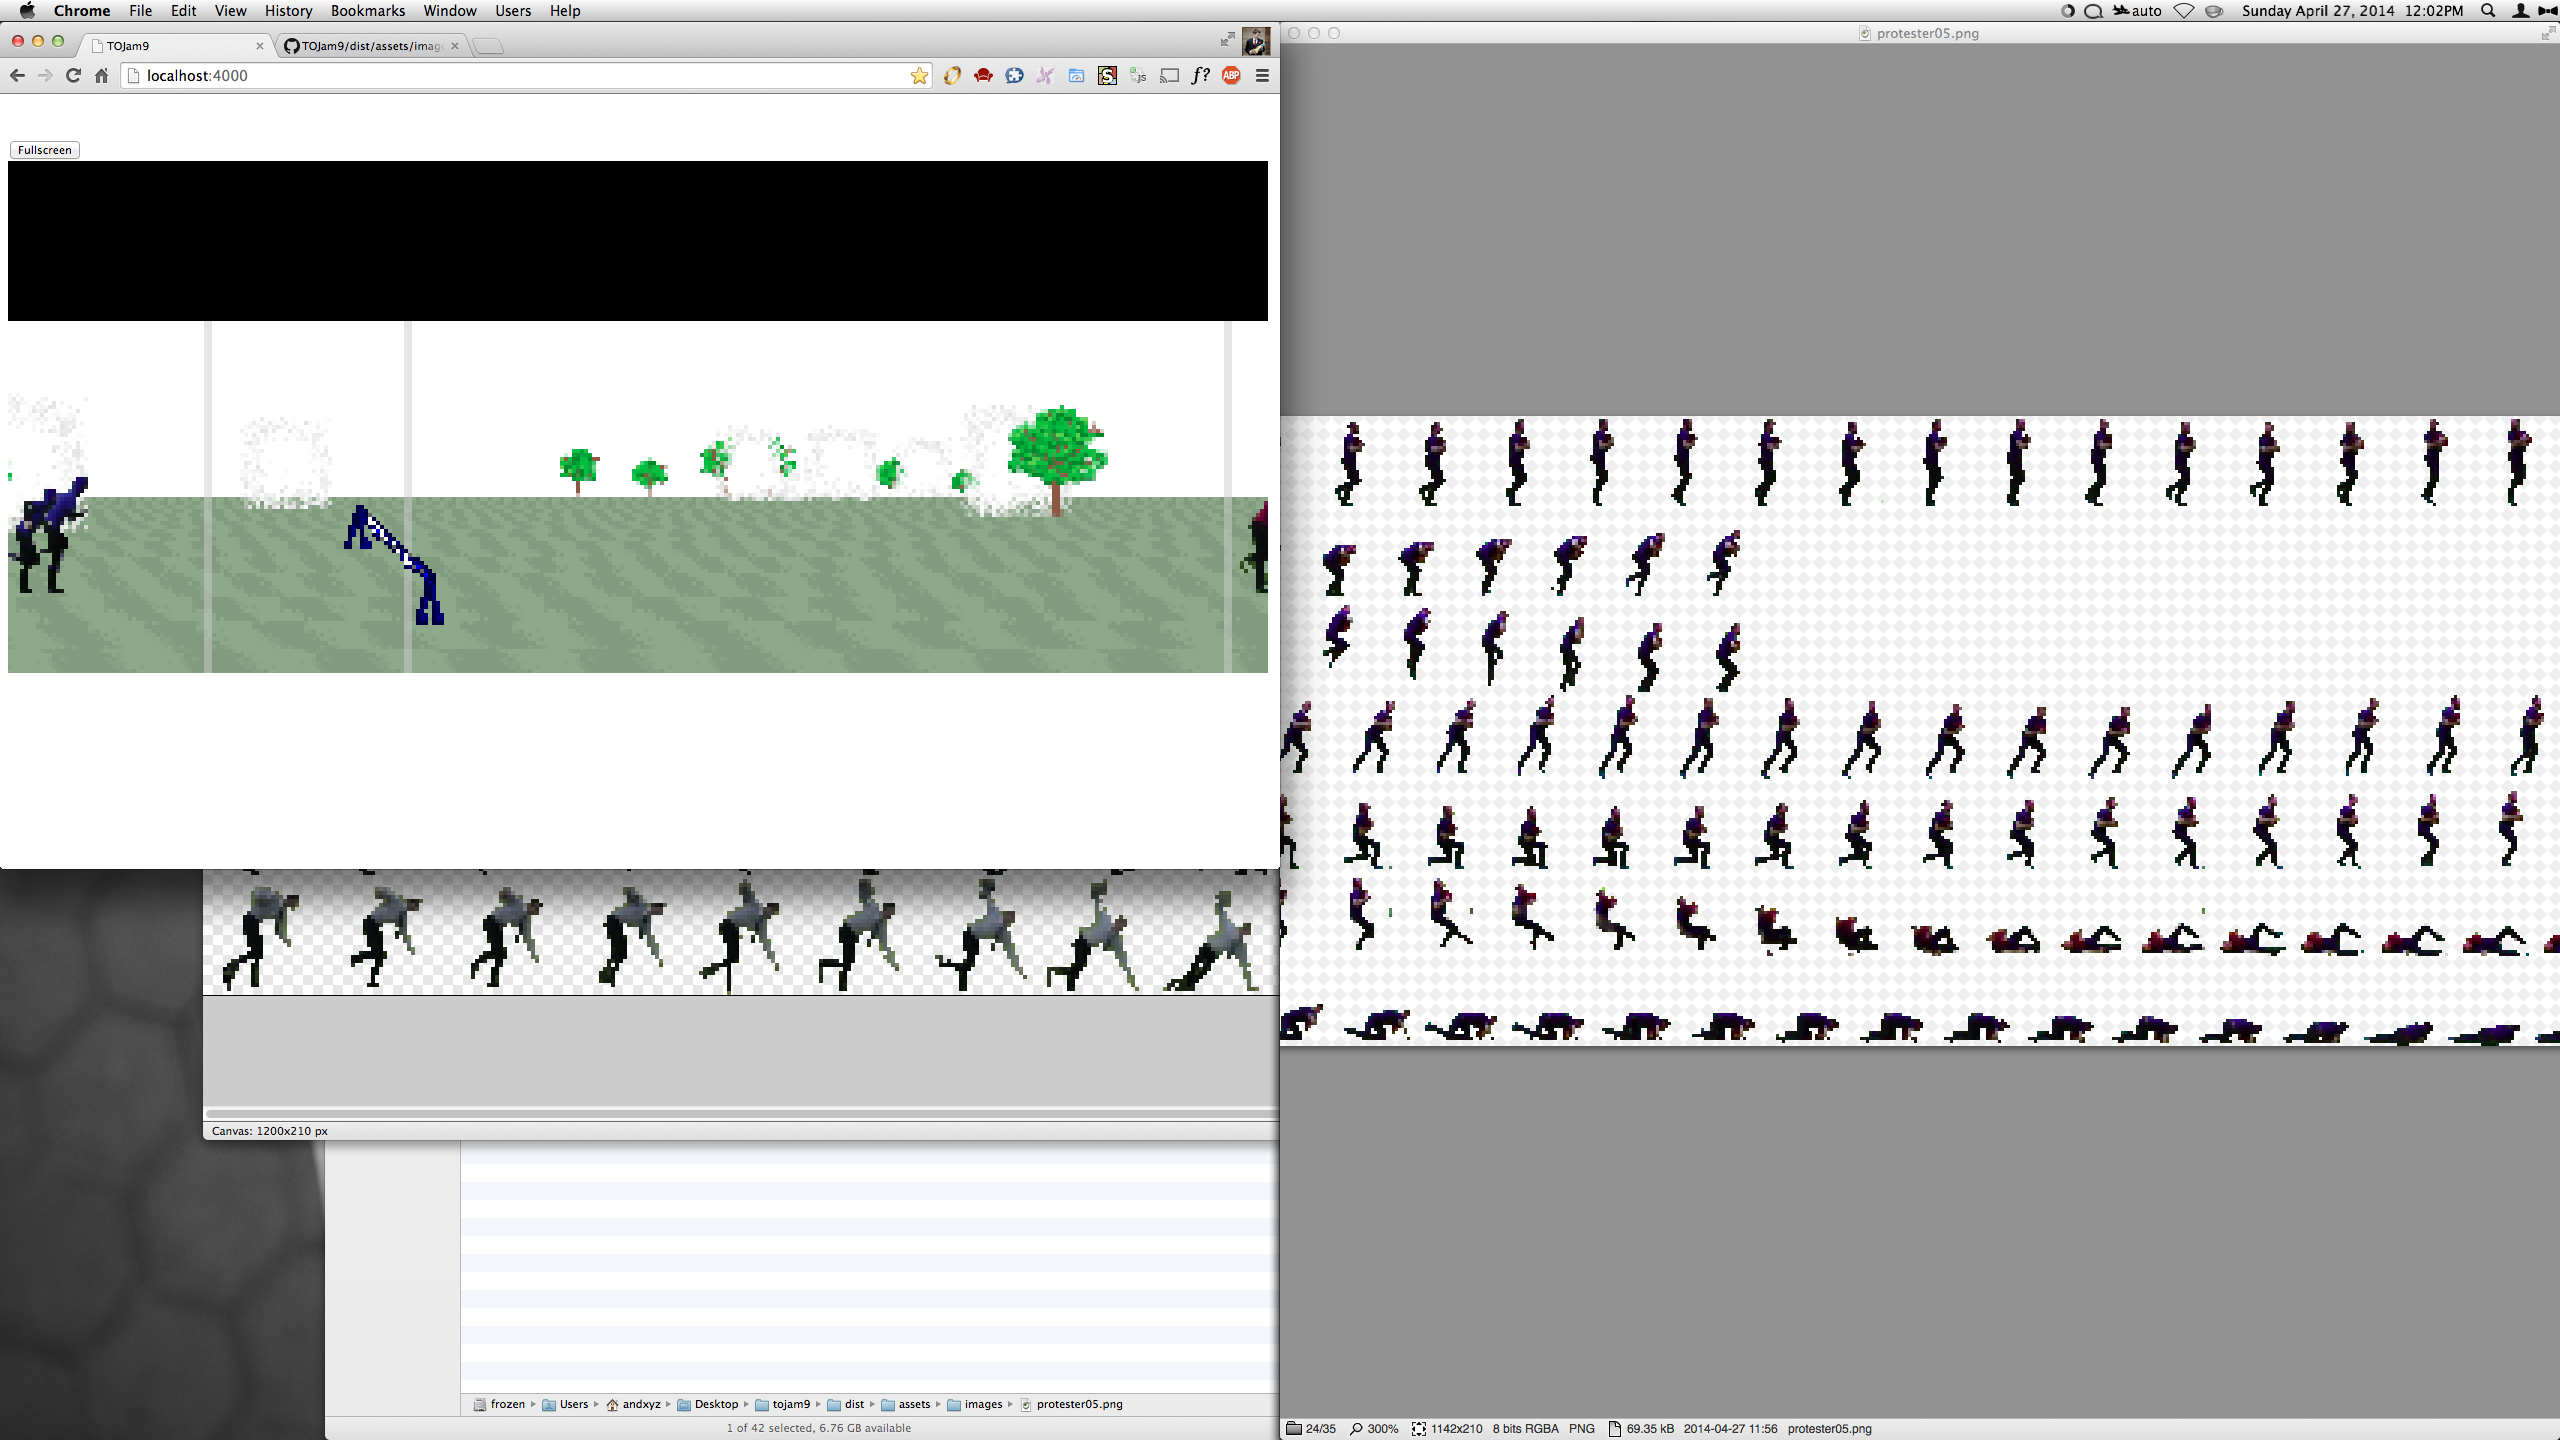 Chrome File Edit View History Bookmarks Window Users Help
auto Sunday April 27, 2014 12:02PM
TOJam9
TOJam9/dist/assets/imag
localhost:4000
S js f? ABP
Fullscreen
protester05.png
Canvas: 1200x210 px
frozen Users andxyz Desktop tojam9 dist assets images protester05.png
1 of 42 selected, 6.76 GB available
24/35 300% 1142x210 8 bits RGBA PNG 69.35 kB 2014-04-27 11:56 protester05.png